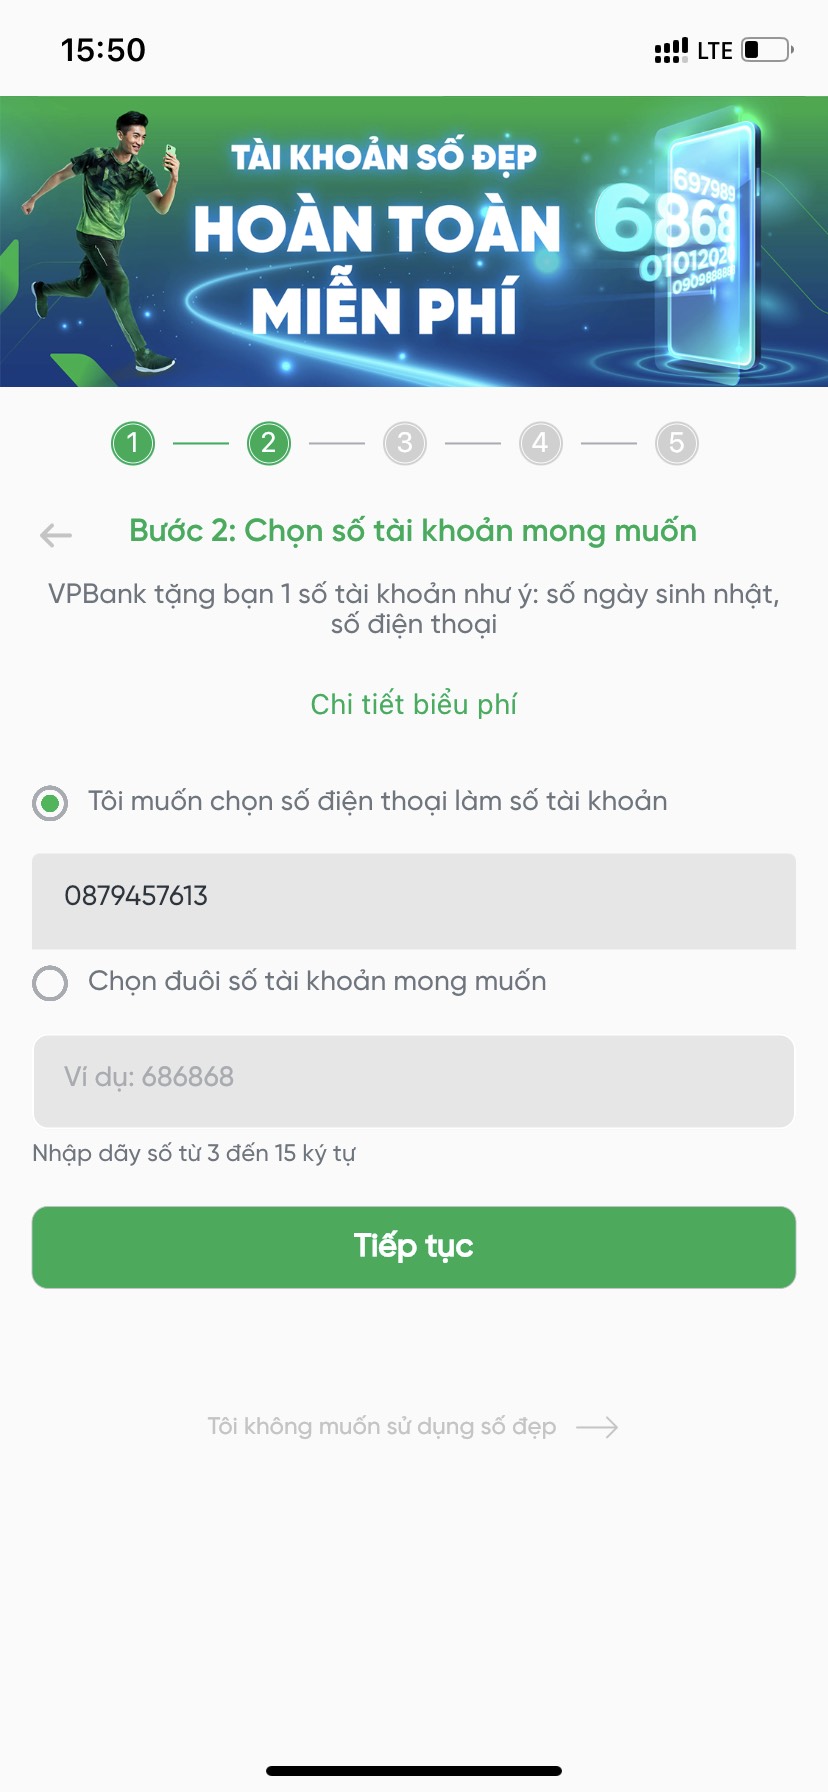 15:50
LTE
TÀI KHOẢN SỐ ĐẸP
HOÀN TOÀN
MIỄN PHÍ
697989
6868
0101202
1
2
3
4
5
Bước 2: Chọn số tài khoản mong muốn
VPBank tặng bạn 1 số tài khoản như ý: số ngày sinh nhật,
số điện thoại
Chi tiết biểu phí
Tôi muốn chọn số điện thoại làm số tài khoản
0879457613
Chọn đuôi số tài khoản mong muốn
Ví dụ: 686868
Nhập dãy số từ 3 đến 15 ký tự
Tiếp tục
Tôi không muốn sử dụng số đẹp